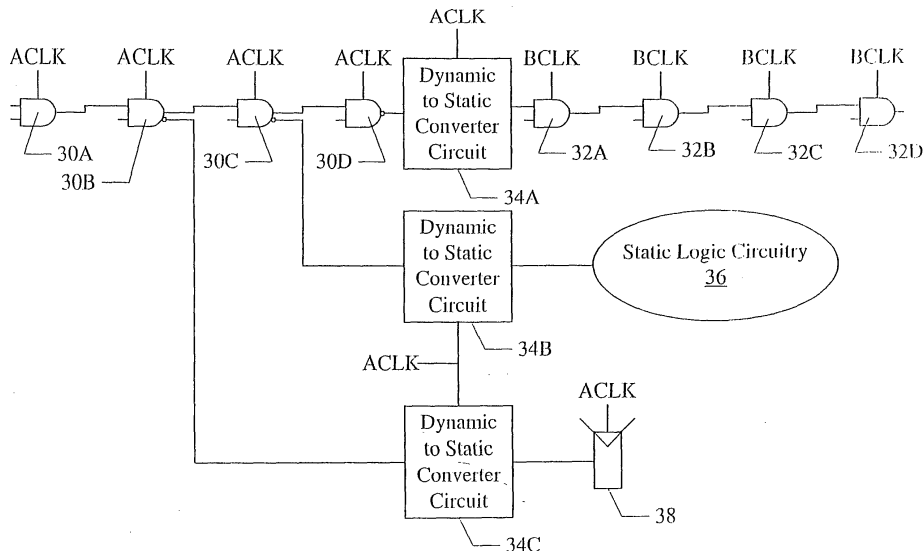 ACLK
ACLK ACLK ACLK ACLK BCLK BCLK BCLK BCLK
Dynamic
to Static
Converter
Circuit
30A
30B
30C
30D
32A
32B
32C
32D
34A
Dynamic
to Static
Converter
Circuit
Static Logic Circuitry
36
34B
ACLK
ACLK
Dynamic
to Static
Converter
Circuit
38
34C